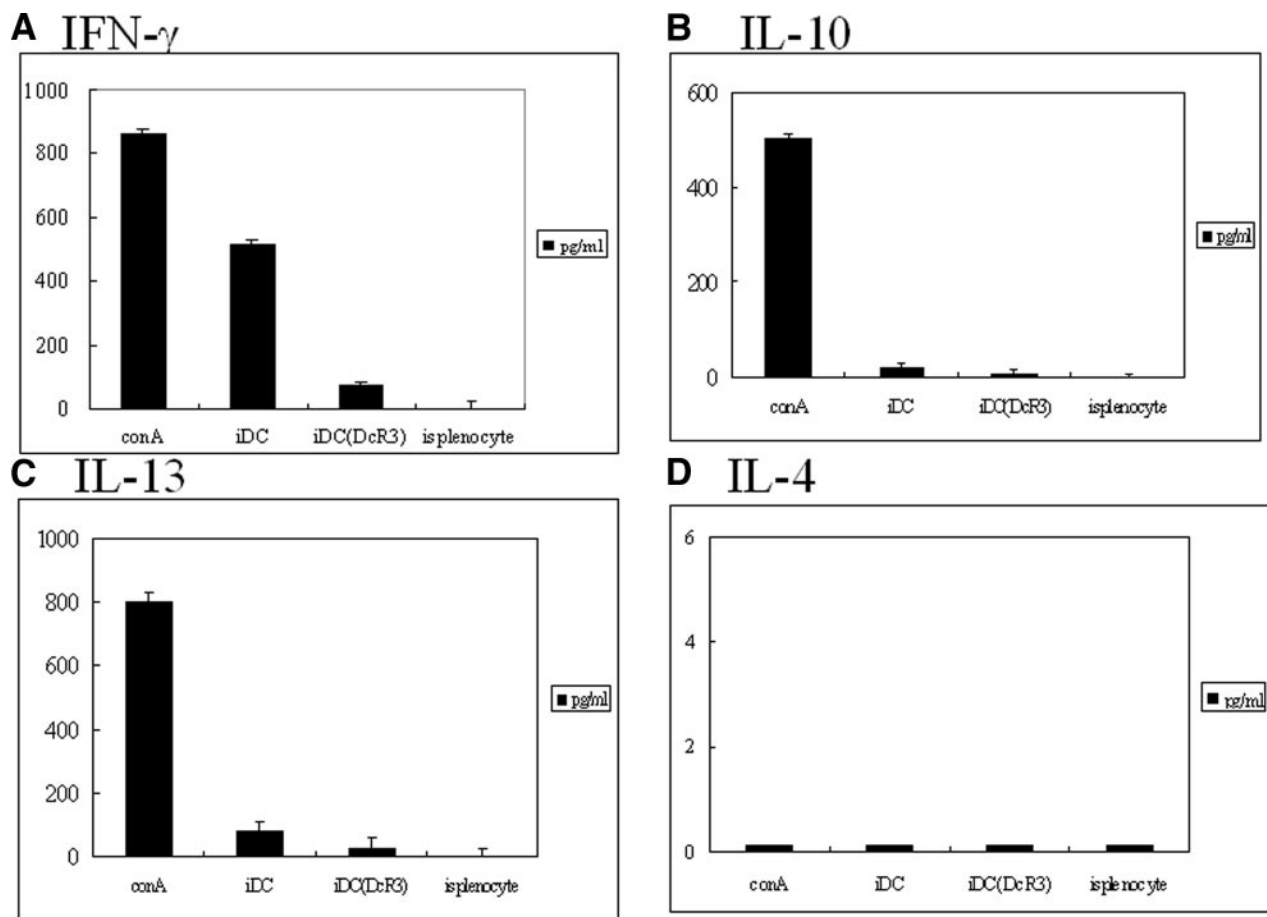 A IFN-γ
1000
800
600
400
200
0
conA iDC iDC(DcR3) isplenocyte
pg/ml
B IL-10
600
400
200
0
conA iDC iDC(DcR3) isplenocyte
pg/ml
C IL-13
1000
800
600
400
200
0
conA iDC iDC(DcR3) isplenocyte
pg/ml
D IL-4
6
4
2
0
conA iDC iDC(DcR3) isplenocyte
pg/ml